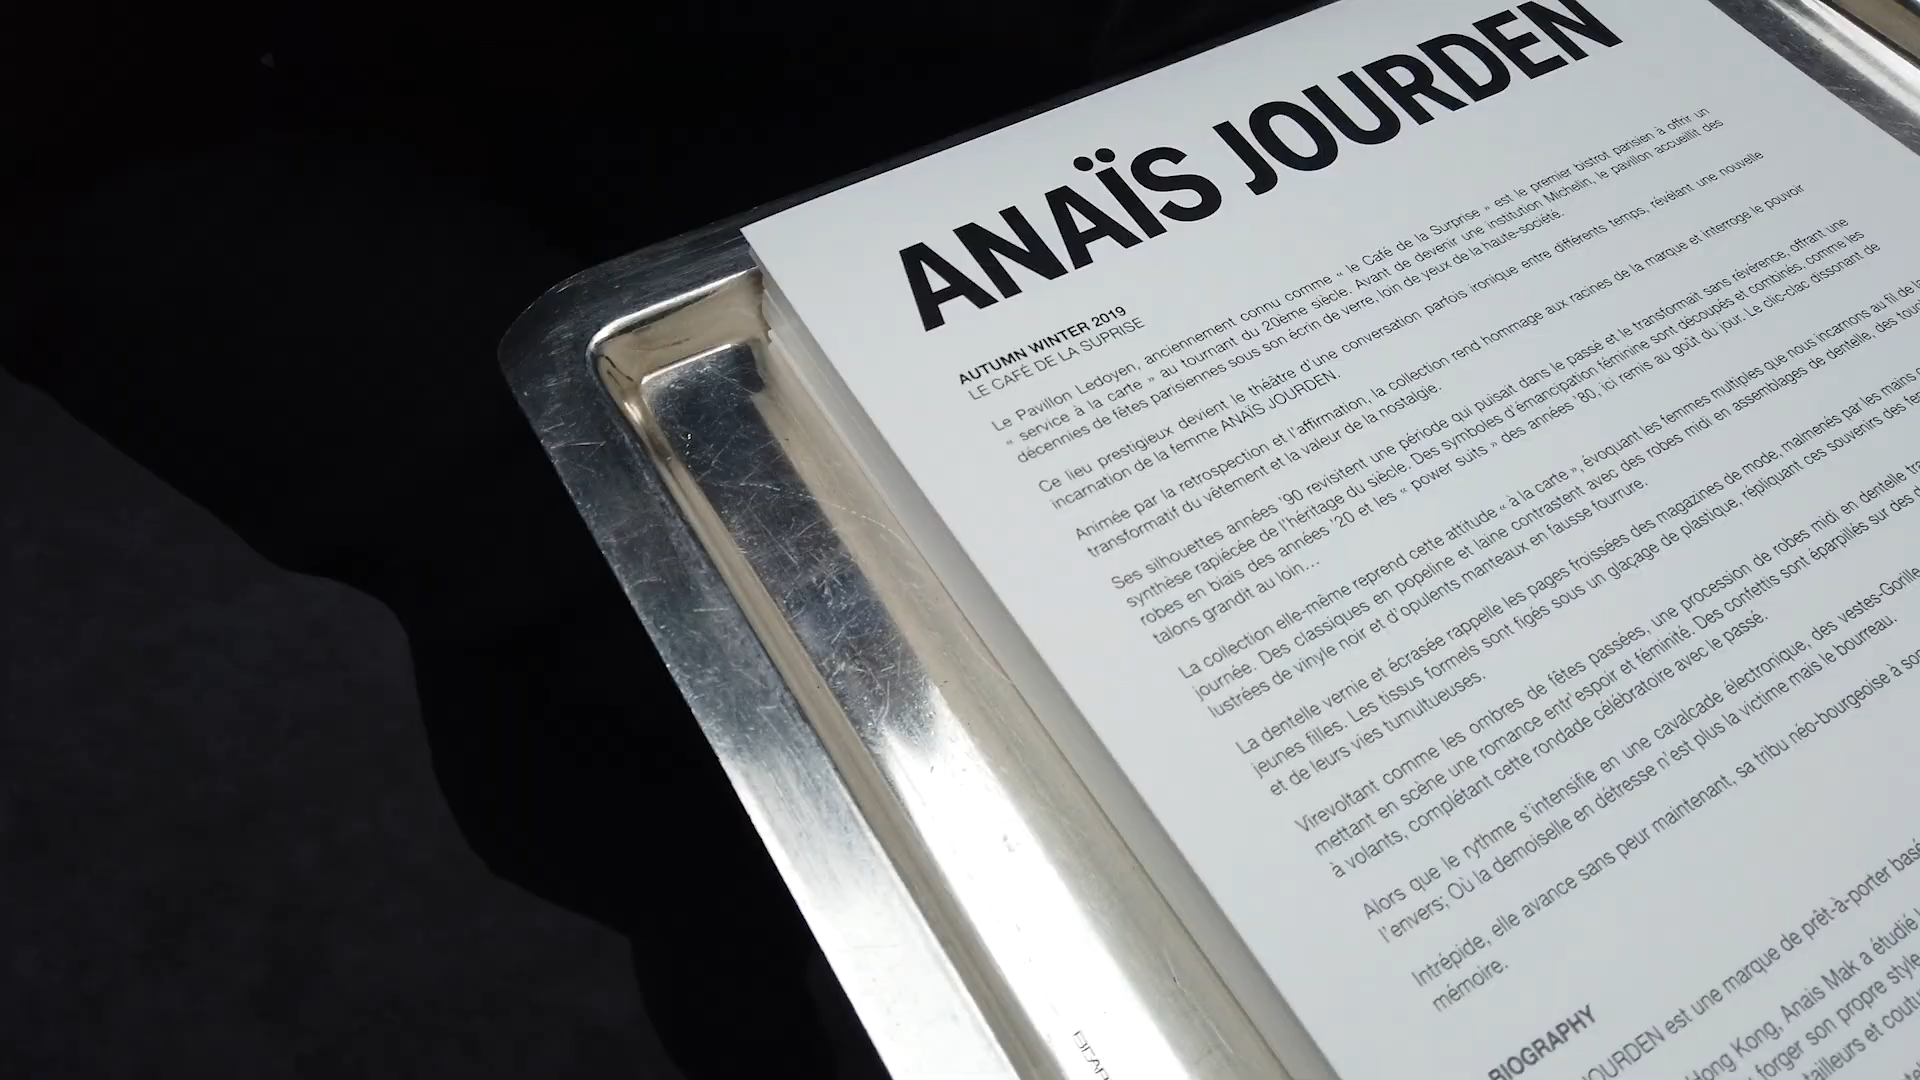 ANAÏS JOURDEN
AUTUMN WINTER 2019
LE CAFÉ DE LA SUPRISE
Le Pavillon Ledoyen, anciennement connu comme « le Café de la Surprise » est le premier bistrot parisien à offrir un
« service à la carte » au tournant du 20ème siècle. Avant de devenir une institution Michelin, le pavillon accueillit des
décennies de fêtes parisiennes sous son écrin de verre, loin de yeux de la haute-société.
Ce lieu prestigieux devient le théâtre d'une conversation parfois ironique entre différents temps, révélant une nouvelle
incarnation de la femme ANAÏS JOURDEN.
Animée par la retrospection et l'affirmation, la collection rend hommage aux racines de la marque et interroge le pouvoir
transformatif du vêtement et la valeur de la nostalgie.
Ses silhouettes années '90 revisitent une période qui puisait dans le passé et le transformait sans révérence, offrant une
synthèse rapiécée de l'héritage du siècle. Des symboles d'émancipation féminine sont découpés et combinés, comme les
robes en biais des années '20 et les « power suits » des années '80, ici remis au goût du jour. Le clic-clac dissonant de
talons grandit au loin...
La collection elle-même reprend cette attitude « à la carte », évoquant les femmes multiples que nous incarnons au fil de la
journée. Des classiques en popeline et laine contrastent avec des robes midi en assemblages de dentelle, des
lustrées de vinyle noir et d'opulents manteaux en fausse fourrure.
La dentelle vernie et écrasée rappelle les pages froissées des magazines de mode, malmenés par les mains
jeunes filles. Les tissus formels sont figés sous un glaçage de plastique, répliquant ces souvenirs des
et de leurs vies tumultueuses.
Virevoltant comme les ombres de fêtes passées, une procession de robes midi en dentelle
mettant en scène une romance entr'espoir et féminité. Des confettis sont éparpillés sur des
à volants, complétant cette rondade célébratoire avec le passé.
Alors que le rythme s'intensifie en une cavalcade électronique, des vestes-Gorille
l'envers; Où la demoiselle en détresse n'est plus la victime mais le bourreau.
Intrépide, elle avance sans peur maintenant, sa tribu néo-bourgeoise à
mémoire.
BIOGRAPHY
JOURDEN est une marque de prêt-à-porter
Hong Kong, Anais Mak a étudié
forger son propre style
tailleurs et